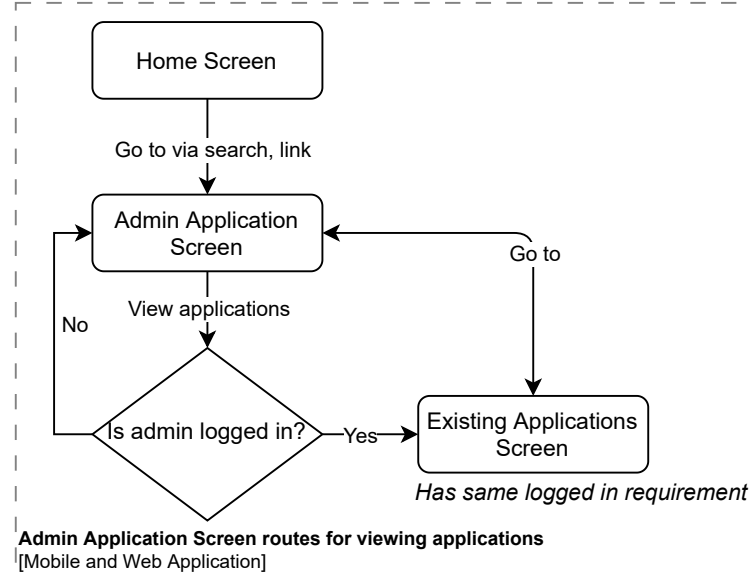 Home Screen
Go to via search, link
Admin Application
Screen
Go to
View applications
No
Is admin logged in?
Yes
Existing Applications
Screen
Has same logged in requirement
Admin Application Screen routes for viewing applications
[Mobile and Web Application]